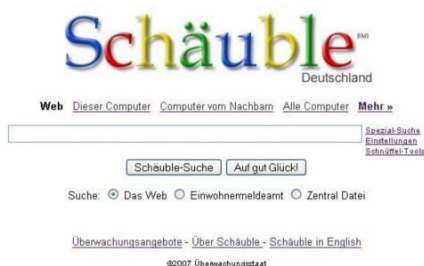 Schäuble BMI
Deutschland
Web Dieser Computer Computer vom Nachbarn Alle Computer Mehr »
Spezial-Suche
Einstellungen
Schnüffel-Tools
Schäuble-Suche Auf gut Glück!
Suche: Das Web Einwohnermeldeamt Zentral Datei
Überwachungsangebote - Über Schäuble - Schäuble in English
©2007 Überwachungsstaat